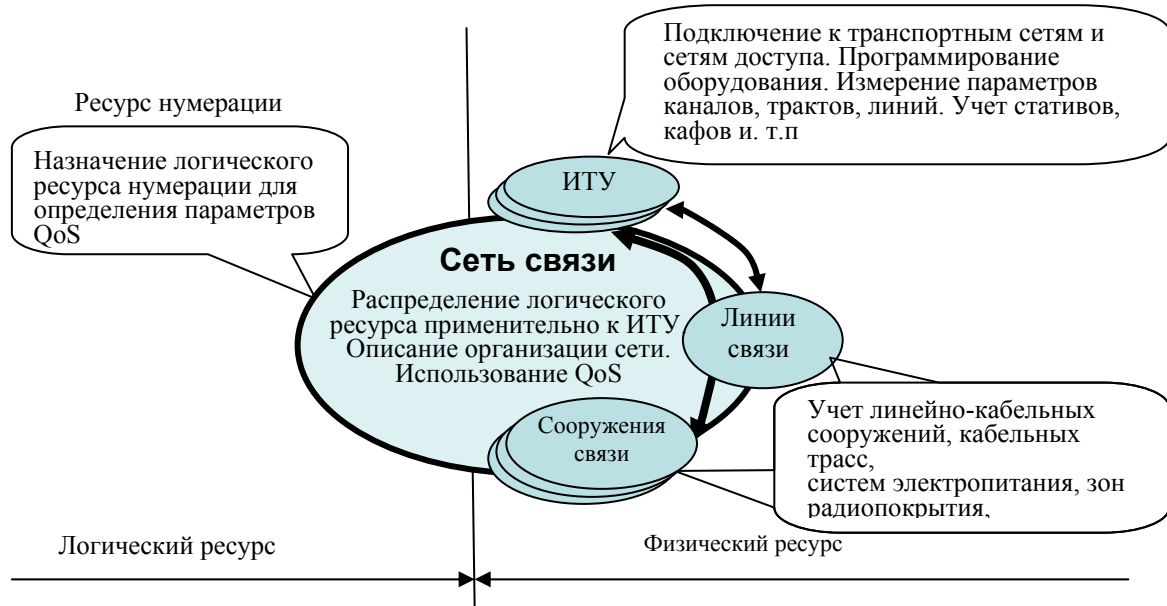 Подключение к транспортным сетям и
сетям доступа. Программирование
оборудования. Измерение параметров
каналов, трактов, линий. Учет стативов,
кафов и. т.п
Ресурс нумерации
Назначение логического
ресурса нумерации для
определения параметров
QoS
ИТУ
Сеть связи
Распределение логического
ресурса применительно к ИТУ.
Описание организации сети.
Использование QoS
Линии
связи
Сооружения
связи
Учет линейно-кабельных
сооружений, кабельных
трасс,
систем электропитания, зон
радиопокрытия,
Логический ресурс
Физический ресурс